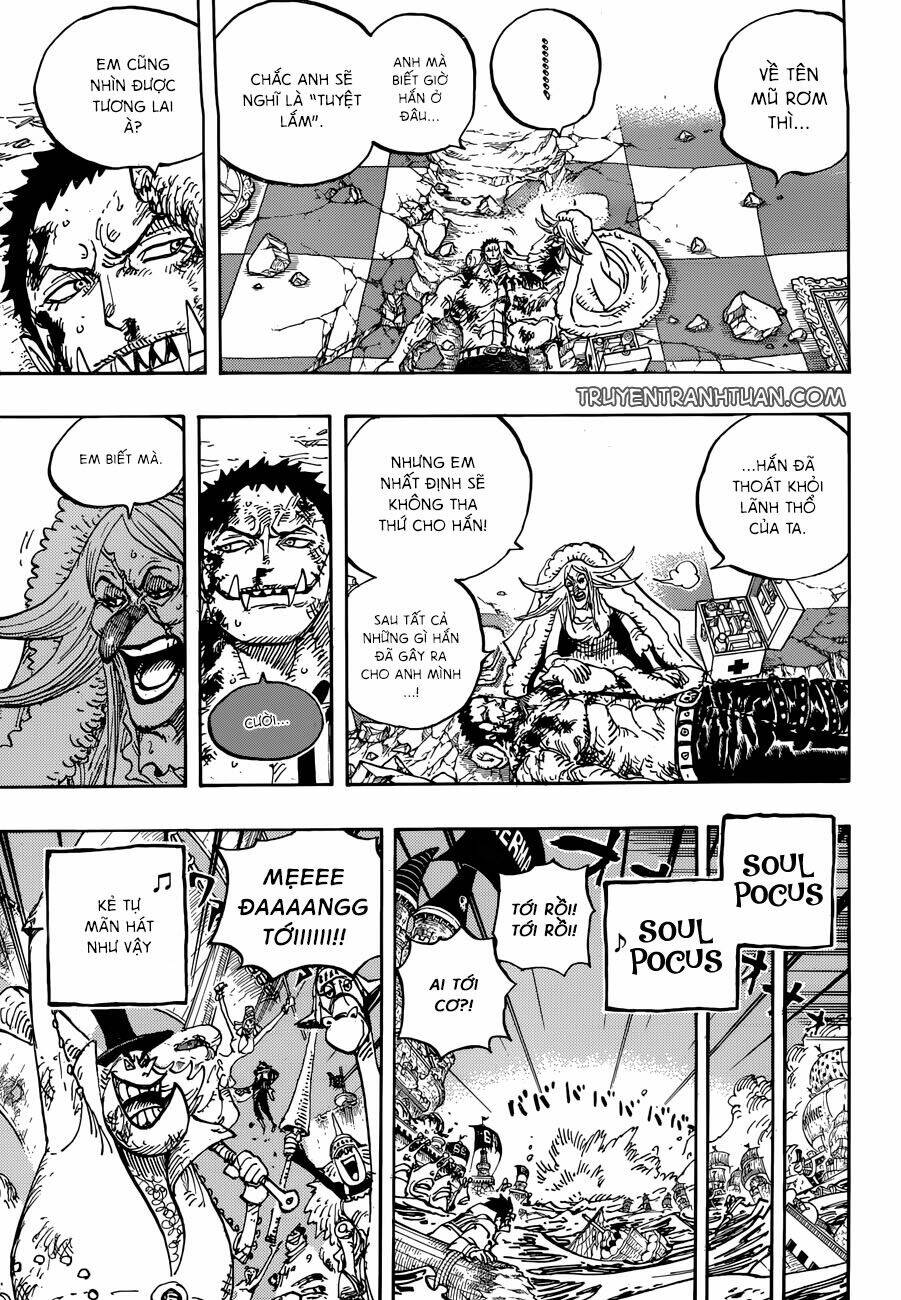 VỀ TÊN
MŨ RƠM
THÌ...
ANH MÀ
BIẾT GIỜ
HẮN Ở
ĐÂU...
CHẮC ANH SẼ
NGHĨ LÀ “TUYỆT
LẮM”.
EM CŨNG
NHÌN ĐƯỢC
TƯƠNG LAI
À?
TRUYENTRANHTUAN.COM
...HẮN ĐÃ
THOÁT KHỎI
LÃNH THỔ
CỦA TA.
NHƯNG EM
NHẤT ĐỊNH SẼ
KHÔNG THA
THỨ CHO HẮN!
SAU TẤT CẢ
NHỮNG GÌ HẮN
ĐÃ GÂY RA
CHO ANH MÌNH
...!
CƯỜI...
EM BIẾT MÀ.
SOUL
POCUS
♪ SOUL
POCUS
TỚI RỒI!
TỚI RỒI!
AI TỚI
CƠ?!
MẸEEE
ĐAAAANGG
TỚIIIIII!!
♫
KẺ TỰ
MÃN HÁT
NHƯ VẬY